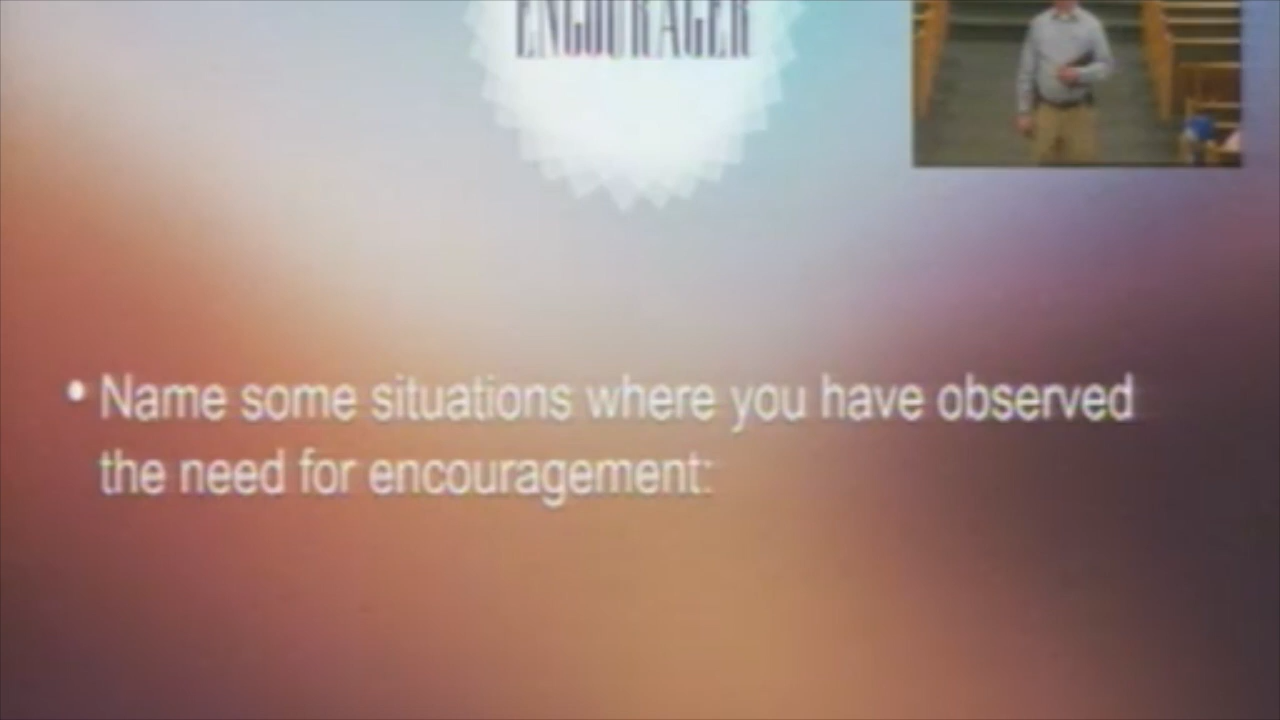 ENCOURAGER
• Name some situations where you have observed
the need for encouragement: